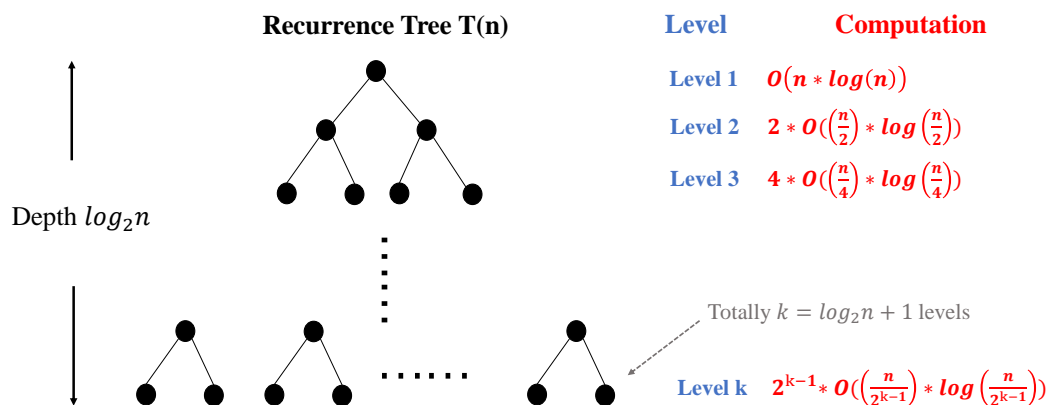 Recurrence Tree T(n) Level Computation
Level 1 O(n * log(n))
Level 2 2 * O((n/2) * log(n/2))
Level 3 4 * O((n/4) * log(n/4))
Depth log₂n
Totally k = log₂n + 1 levels
Level k 2^(k-1) * O((n/2^(k-1)) * log(n/2^(k-1)))